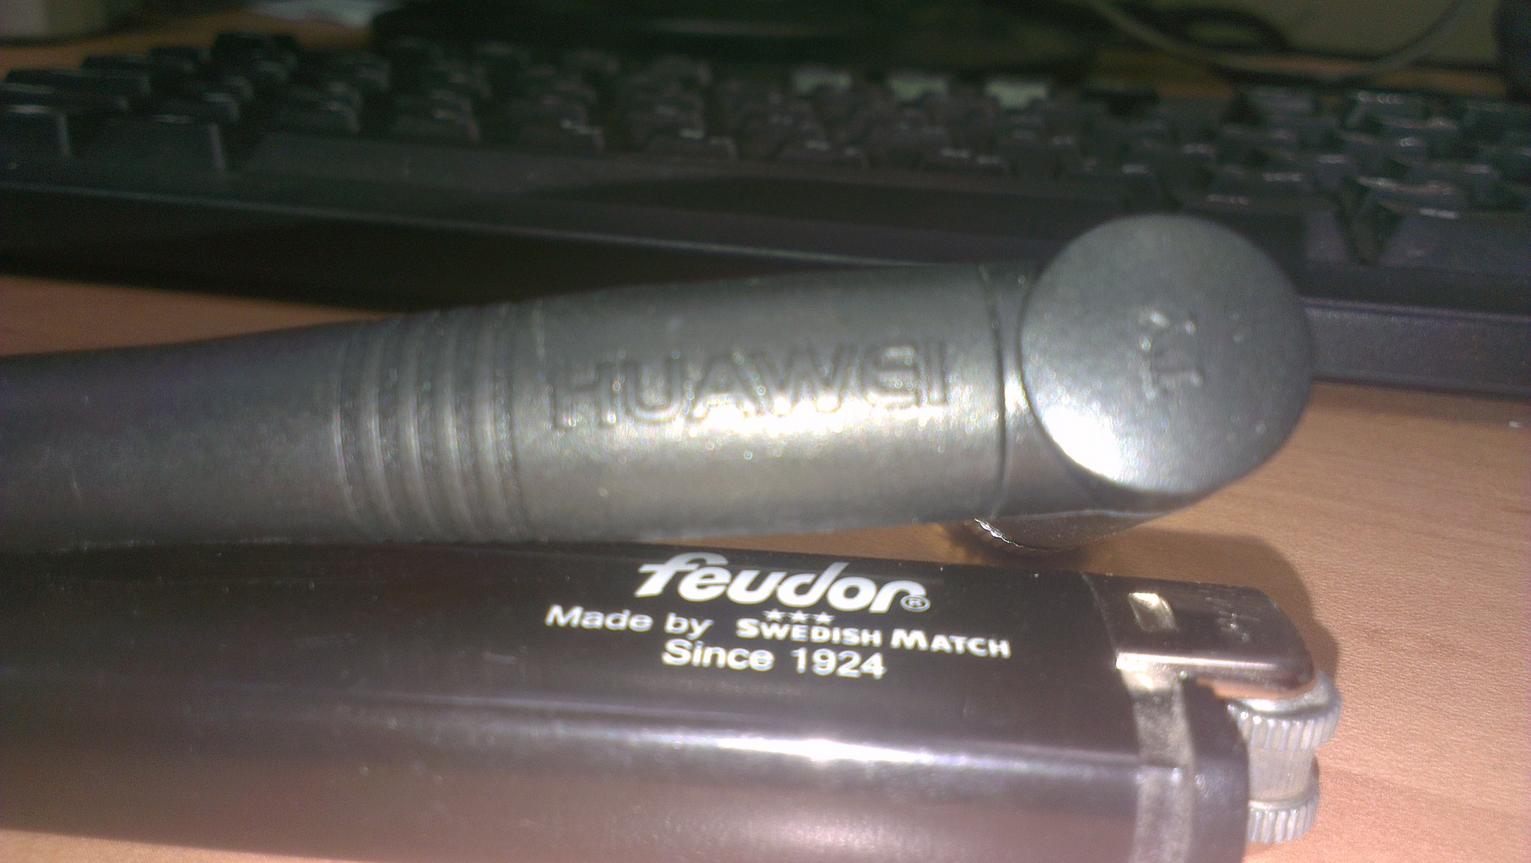 HUAWEI
feudor®
Made by SWEDISH MATCH
Since 1924